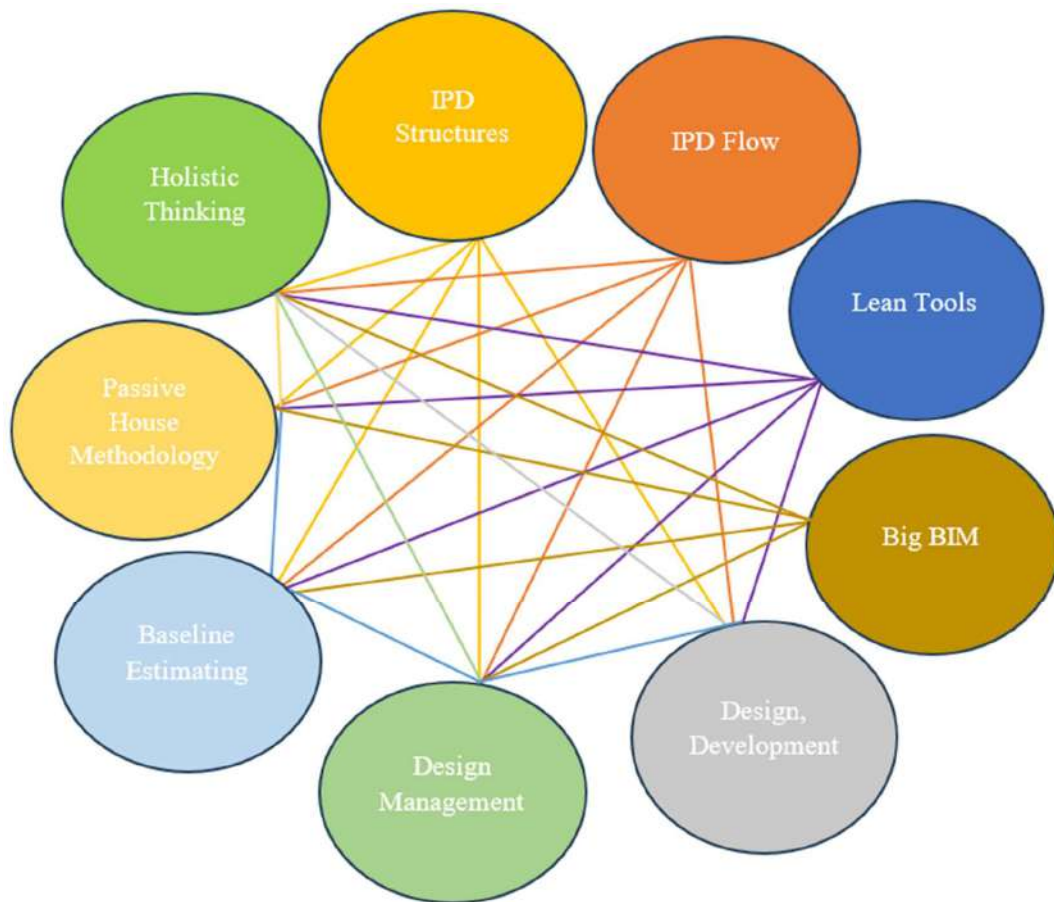 IPD
Structures
IPD Flow
Holistic
Thinking
Lean Tools
Passive
House
Methodology
Big BIM
Baseline
Estimating
Design,
Development
Design
Management